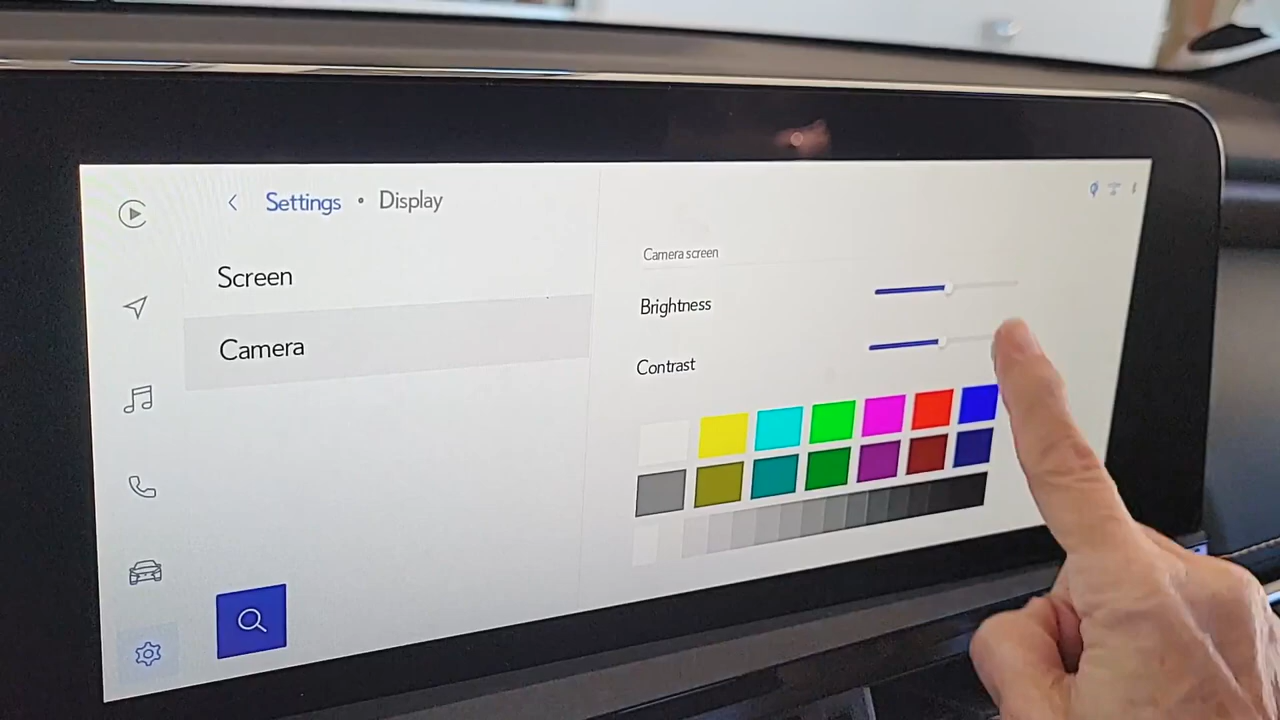 Settings • Display
Screen
Camera
Camera screen
Brightness
Contrast